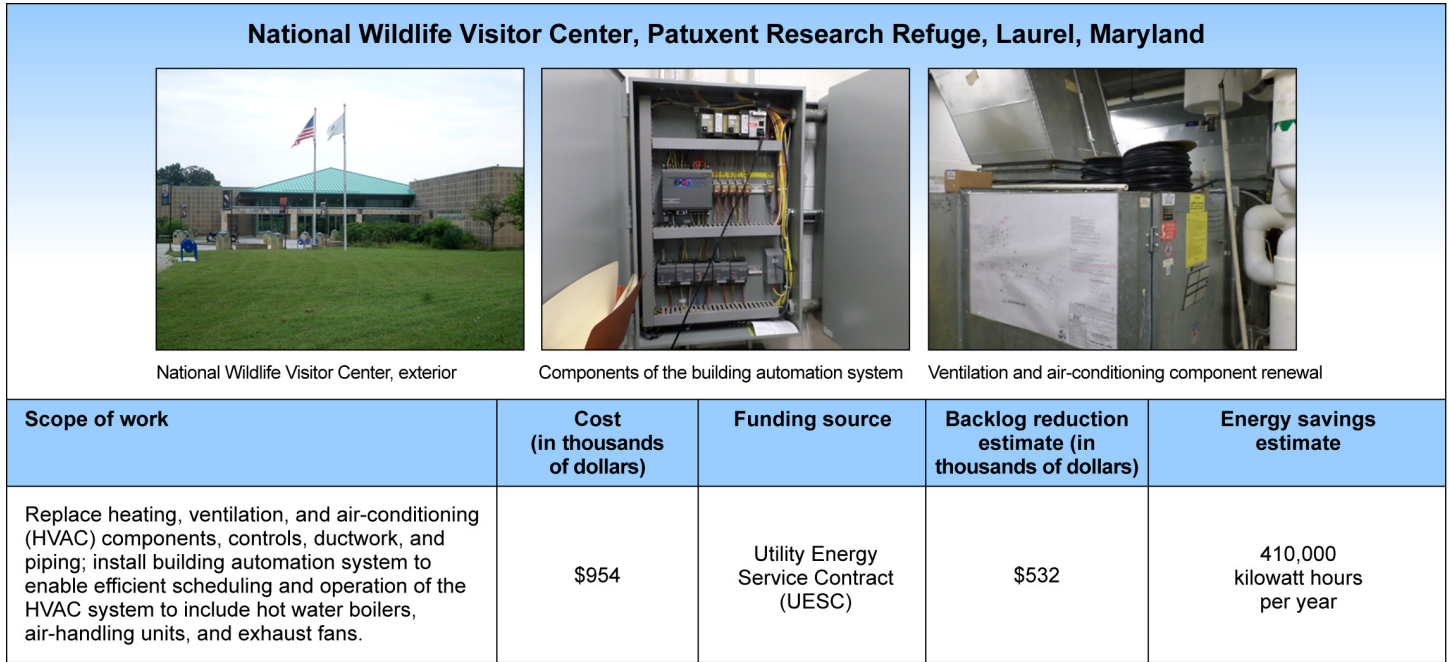 National Wildlife Visitor Center, Patuxent Research Refuge, Laurel, Maryland
National Wildlife Visitor Center, exterior
Components of the building automation system
Ventilation and air-conditioning component renewal
Scope of work
Cost
(in thousands
of dollars)
Funding source
Backlog reduction
estimate (in
thousands of dollars)
Energy savings
estimate
Replace heating, ventilation, and air-conditioning
(HVAC) components, controls, ductwork, and
piping; install building automation system to
enable efficient scheduling and operation of the
HVAC system to include hot water boilers,
air-handling units, and exhaust fans.
$954
Utility Energy
Service Contract
(UESC)
$532
410,000
kilowatt hours
per year